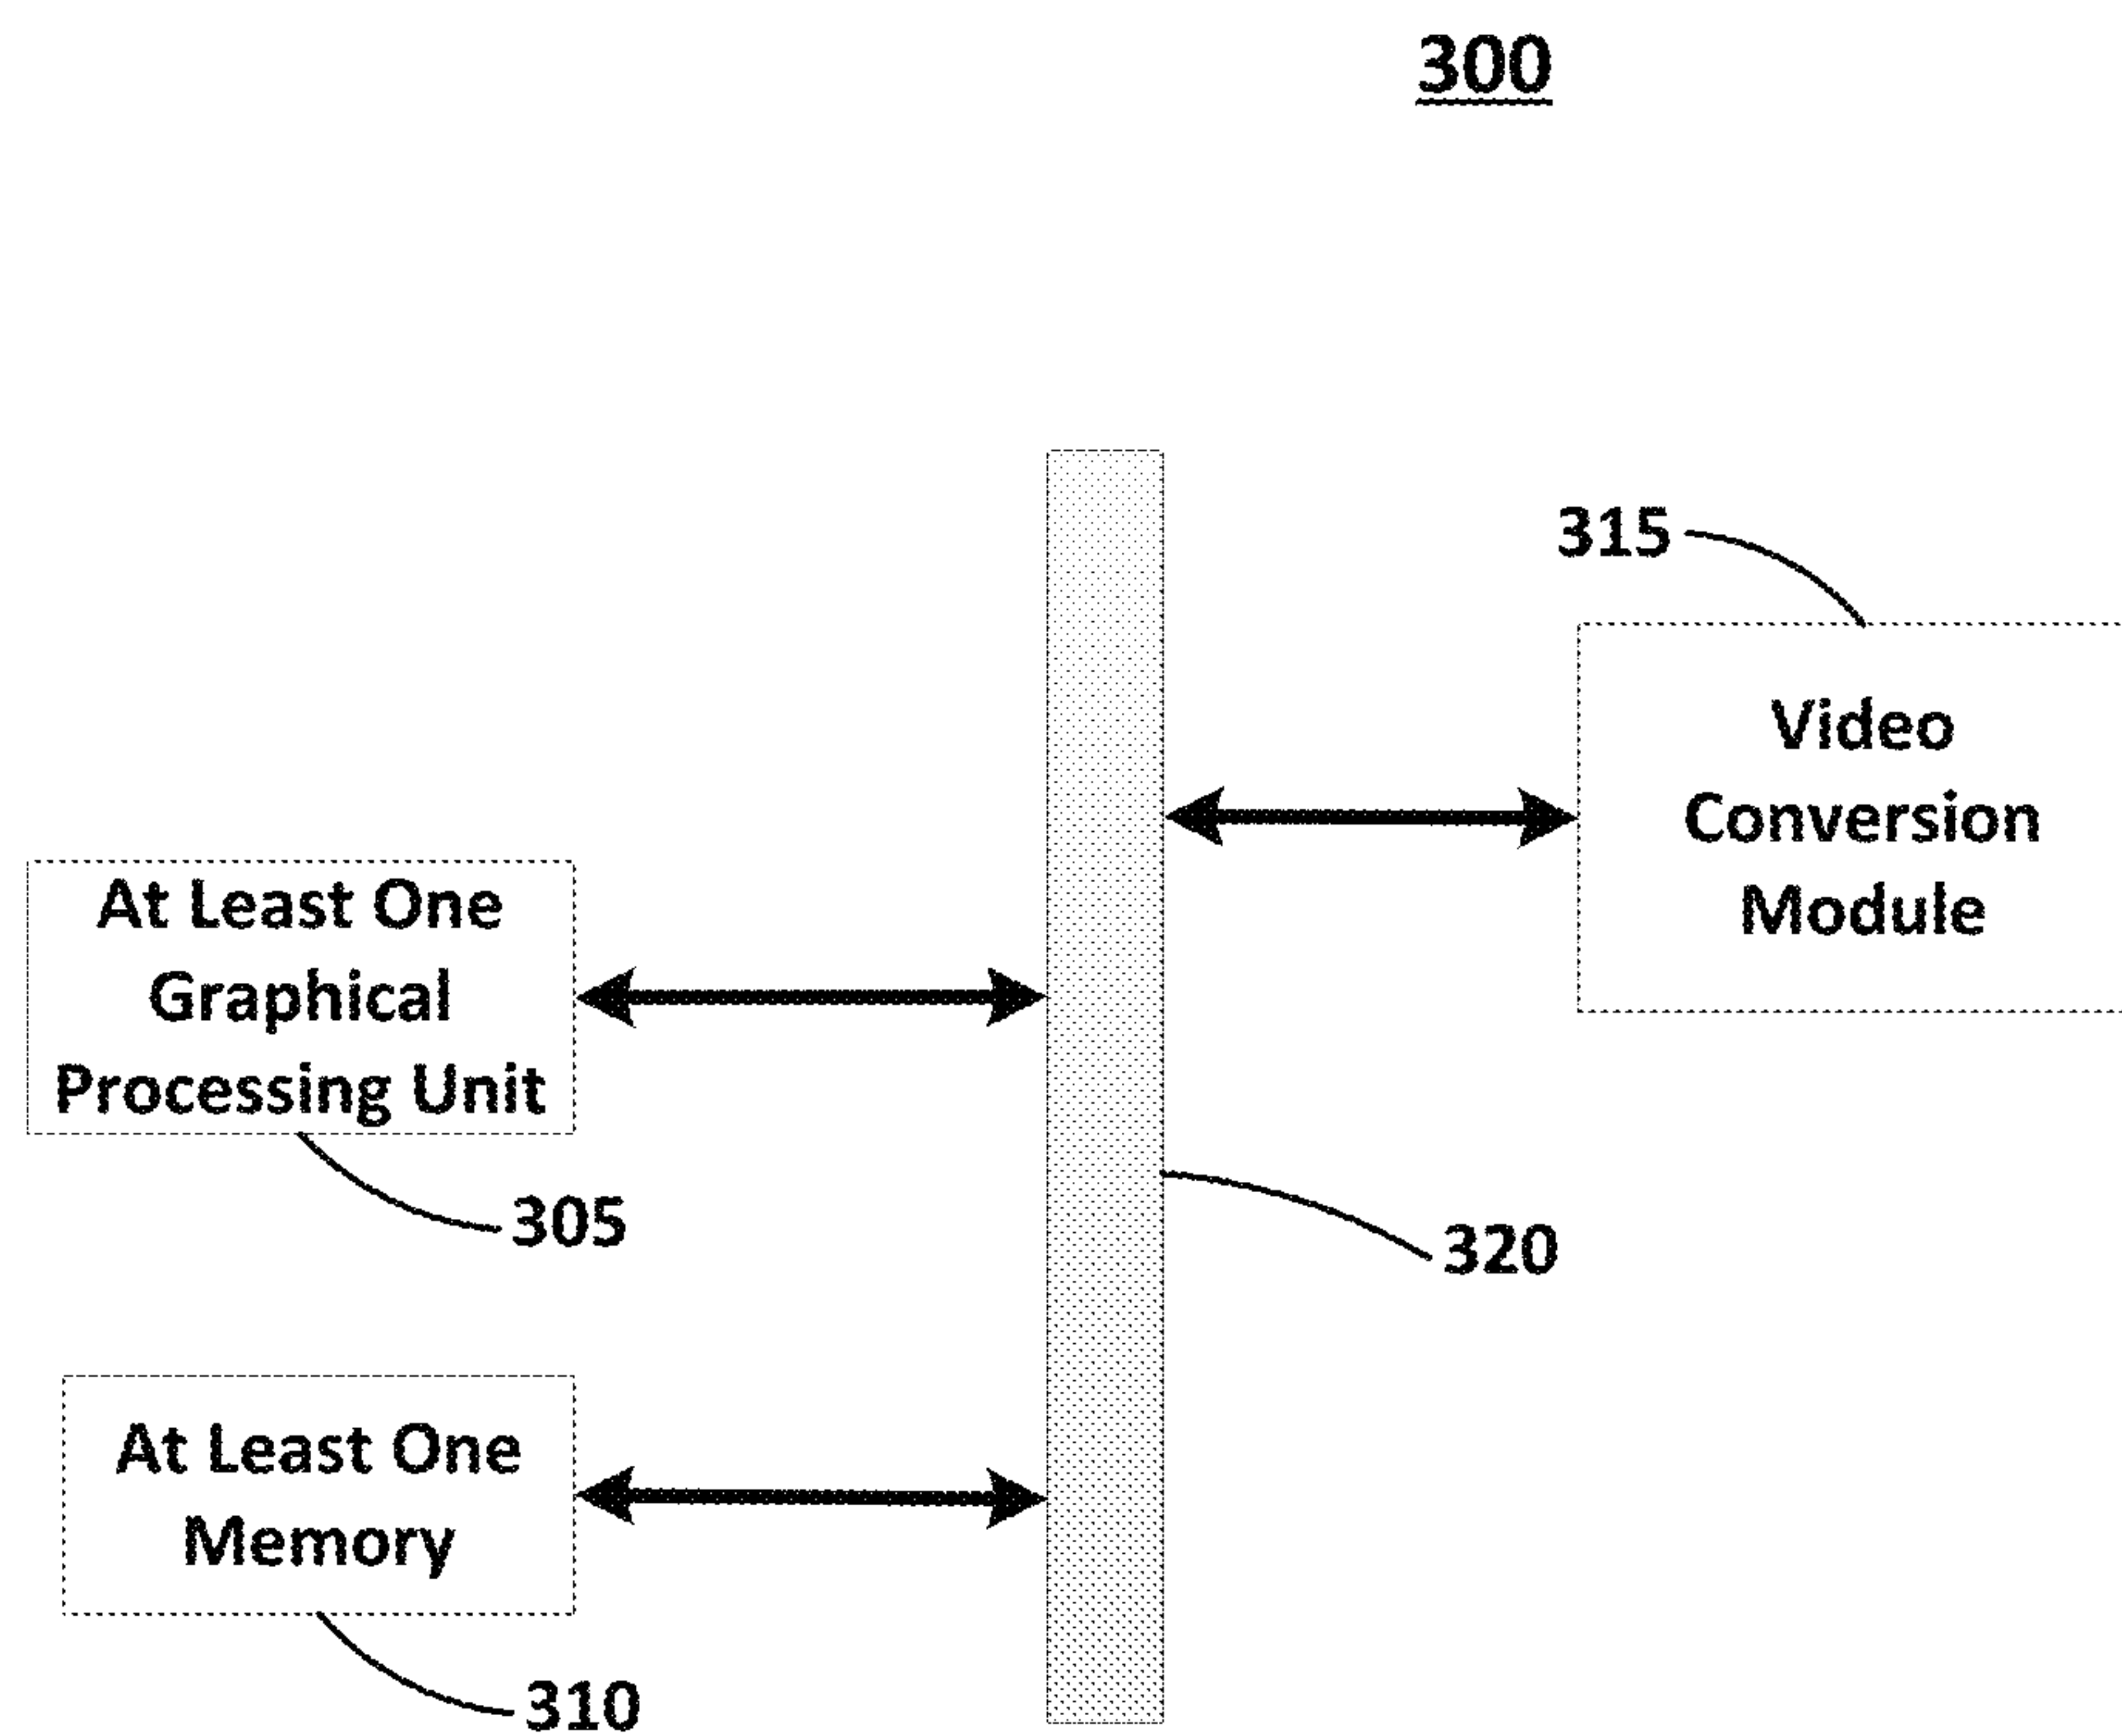 300
315
Video
Conversion
Module
At Least One
Graphical
Processing Unit
305
320
At Least One
Memory
310